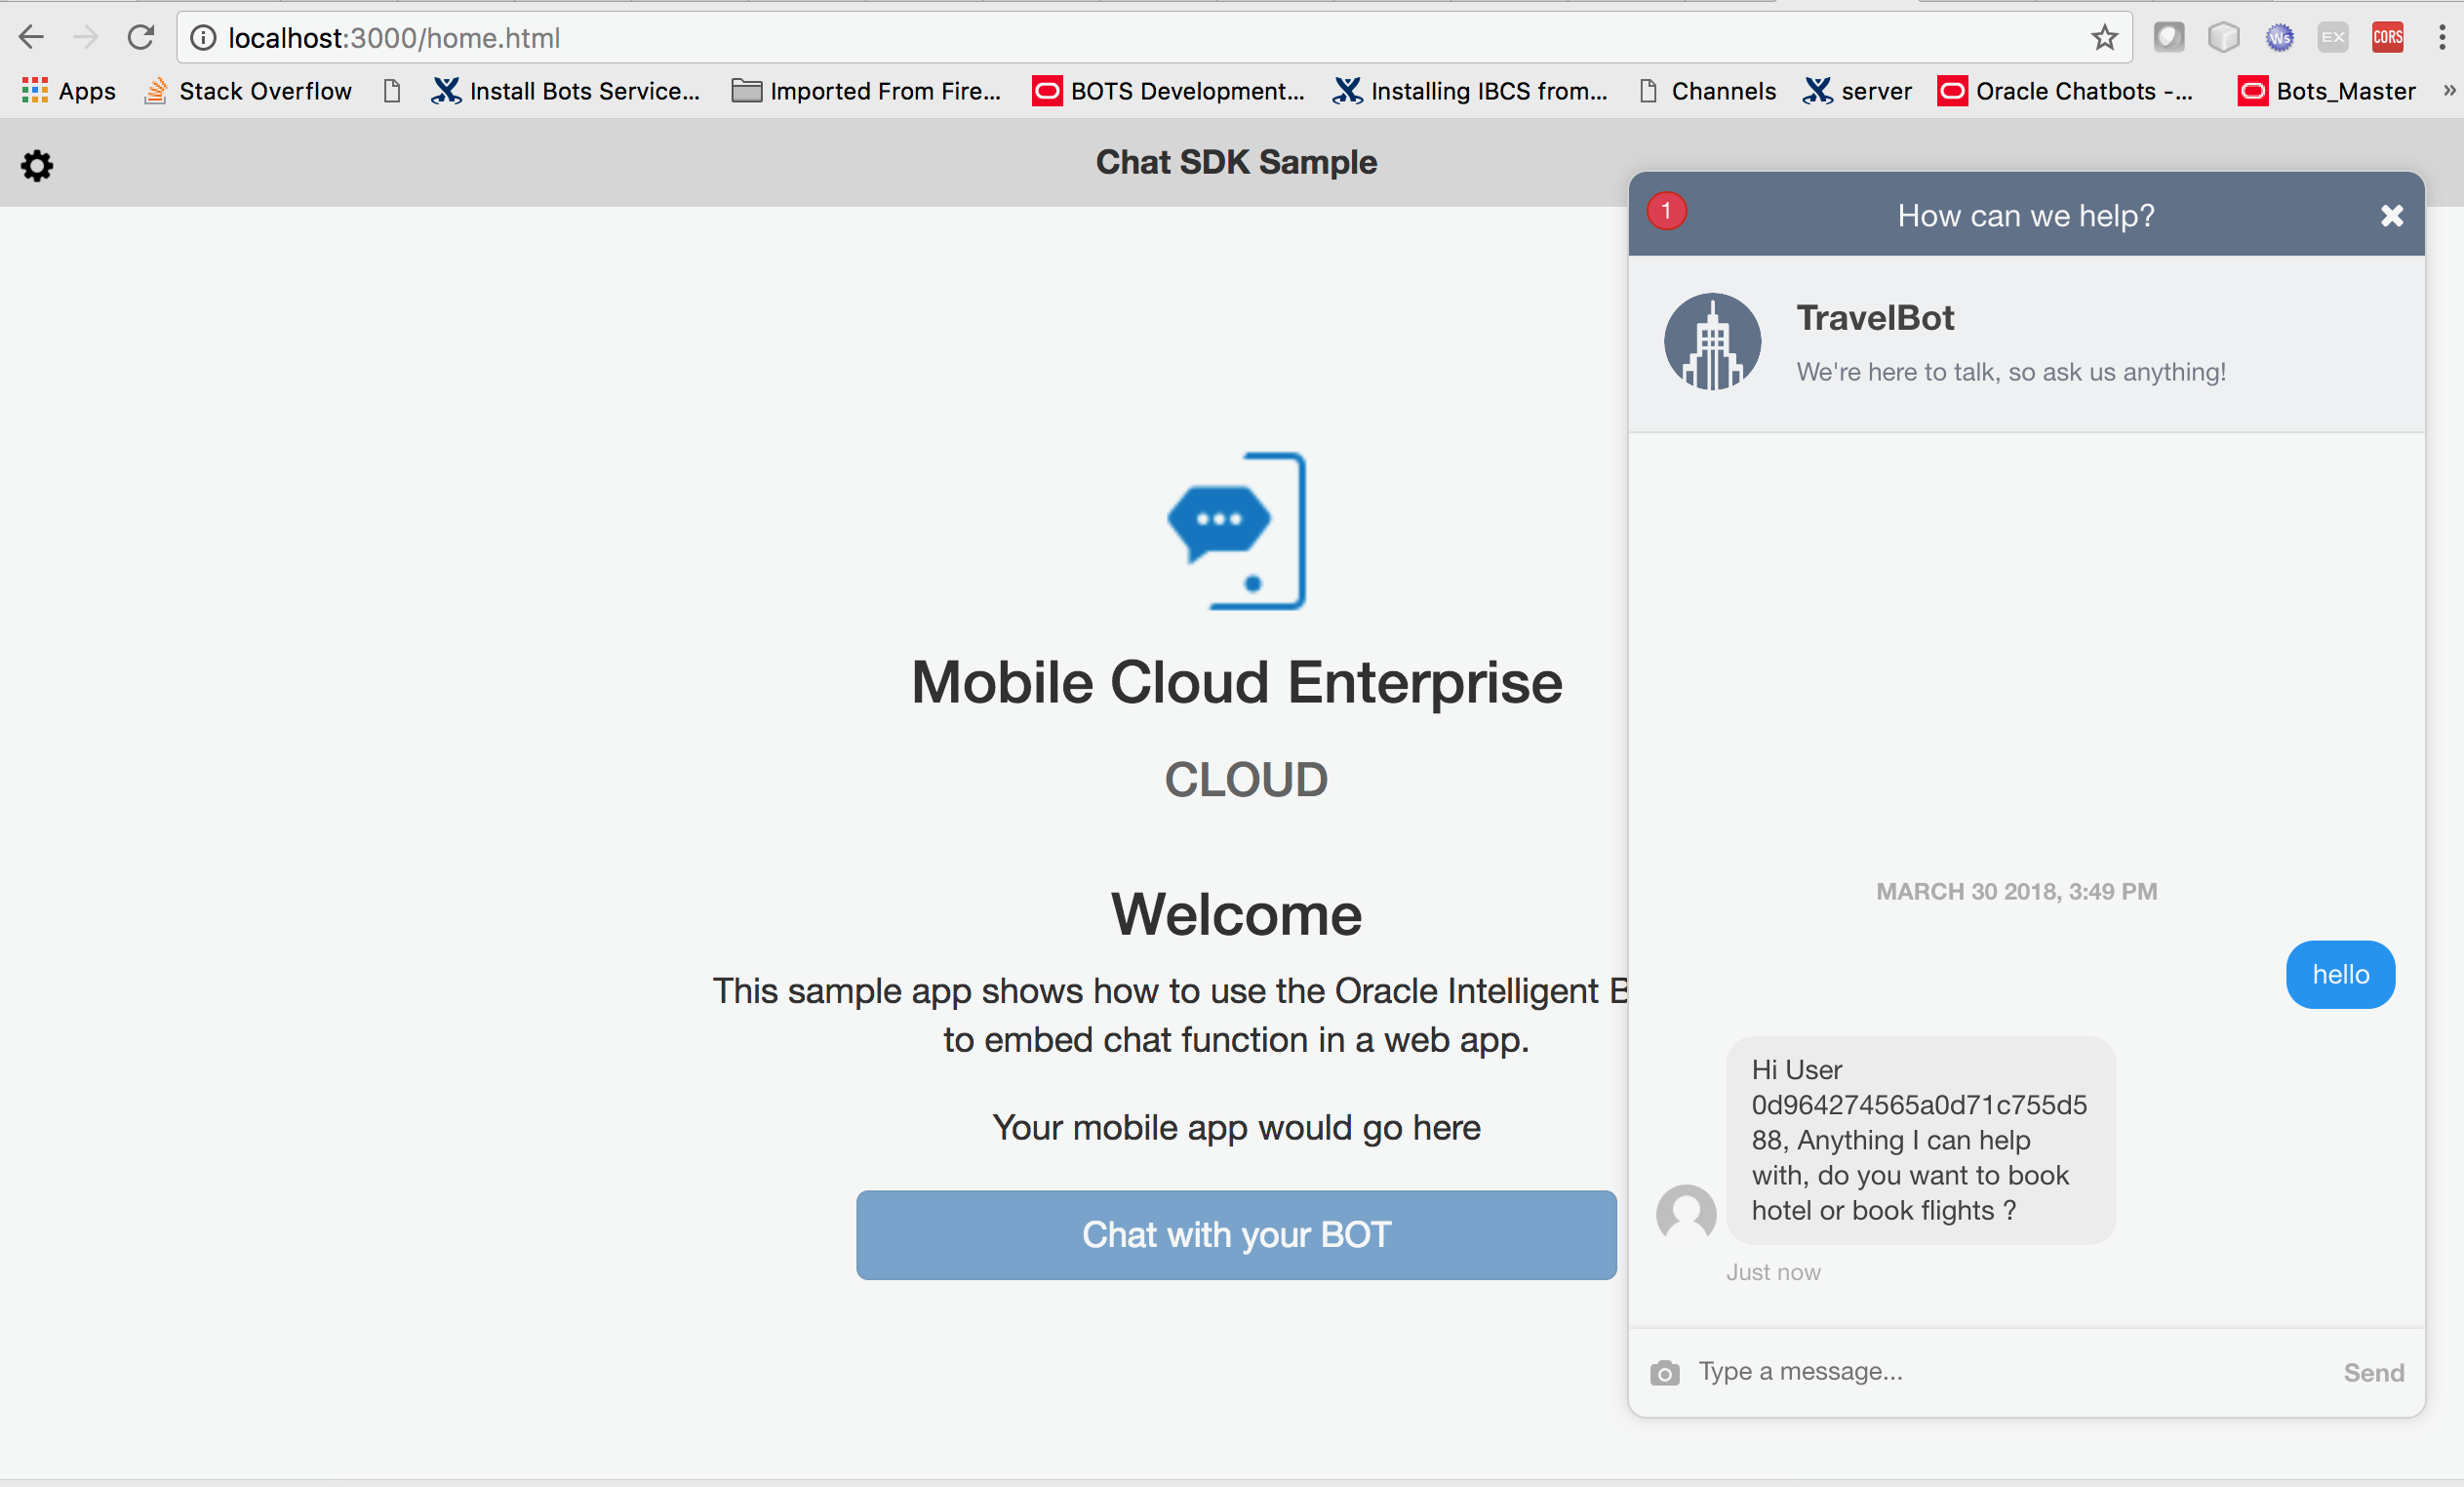 localhost:3000/home.html
Ws
EX
CORS
Apps
Stack Overflow
Install Bots Service...
Imported From Fire...
BOTS Development...
Installing IBCS from...
Channels
server
Oracle Chatbots -...
Bots_Master
»
Chat SDK Sample
1
How can we help?
TravelBot
We're here to talk, so ask us anything!
Mobile Cloud Enterprise
CLOUD
Welcome
This sample app shows how to use the Oracle Intelligent B
to embed chat function in a web app.
Your mobile app would go here
Chat with your BOT
MARCH 30 2018, 3:49 PM
hello
Hi User
0d964274565a0d71c755d5
88, Anything I can help
with, do you want to book
hotel or book flights ?
Just now
Type a message...
Send